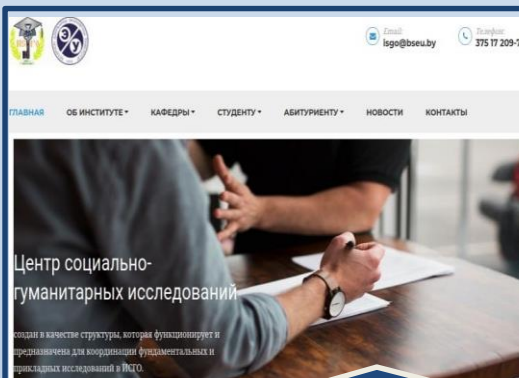 Email:
isgo@bseu.by
Телефон:
375 17 209-7
ГЛАВНАЯ
ОБ ИНСТИТУТЕ
КАФЕДРЫ
СТУДЕНТУ
АБИТУРИЕНТУ
НОВОСТИ
КОНТАКТЫ
Центр социально-
гуманитарных исследований
создан в качестве структуры, которая функционирует и
предназначена для координации фундаментальных и
прикладных исследований в ИСГО.